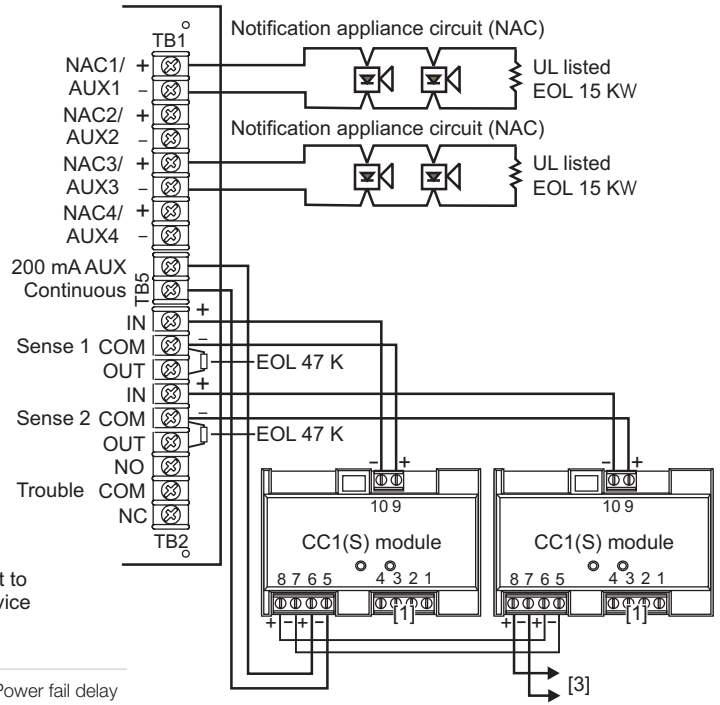 TB1
Notification appliance circuit (NAC)
NAC1/ +
AUX1 –
UL listed
EOL 15 KW
NAC2/ +
AUX2 –
Notification appliance circuit (NAC)
NAC3/ +
AUX3 –
UL listed
EOL 15 KW
NAC4/ +
AUX4 –
200 mA AUX
Continuous
TB5
IN +
Sense 1 COM –
OUT
EOL 47 K
IN +
Sense 2 COM –
OUT
EOL 47 K
NO
Trouble COM
NC
TB2
– +
10 9
CC1(S) module
8 7 6 5 4 3 2 1
[1]
+ – + –
– +
10 9
CC1(S) module
8 7 6 5 4 3 2 1
[1]
+ – + –
[3]
t to
vice
Power fail delay